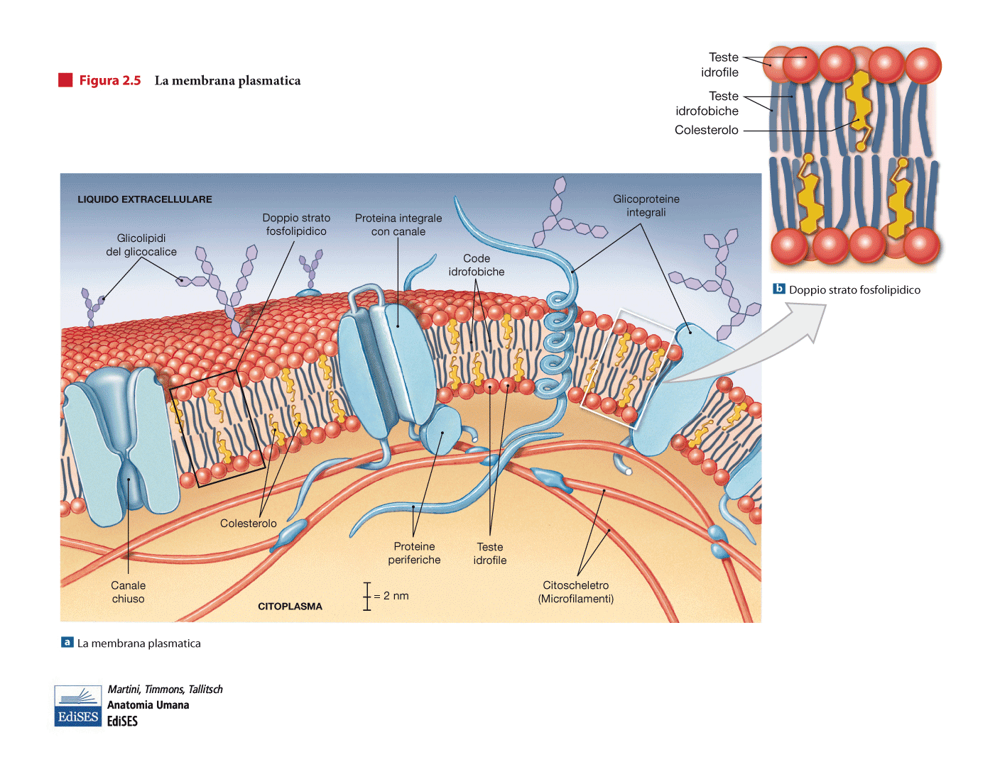 Figura 2.5 La membrana plasmatica
Teste
idrofile
Teste
idrofobiche
Colesterolo
b Doppio strato fosfolipidico
LIQUIDO EXTRACELLULARE
Glicolipidi
del glicocalice
Doppio strato
fosfolipidico
Proteina integrale
con canale
Code
idrofobiche
Glicoproteine
integrali
Colesterolo
Canale
chiuso
Proteine
periferiche
Teste
idrofile
Citoscheletro
(Microfilamenti)
= 2 nm
CITOPLASMA
a La membrana plasmatica
EdiSES
Martini, Timmons, Tallitsch
Anatomia Umana
EdiSES